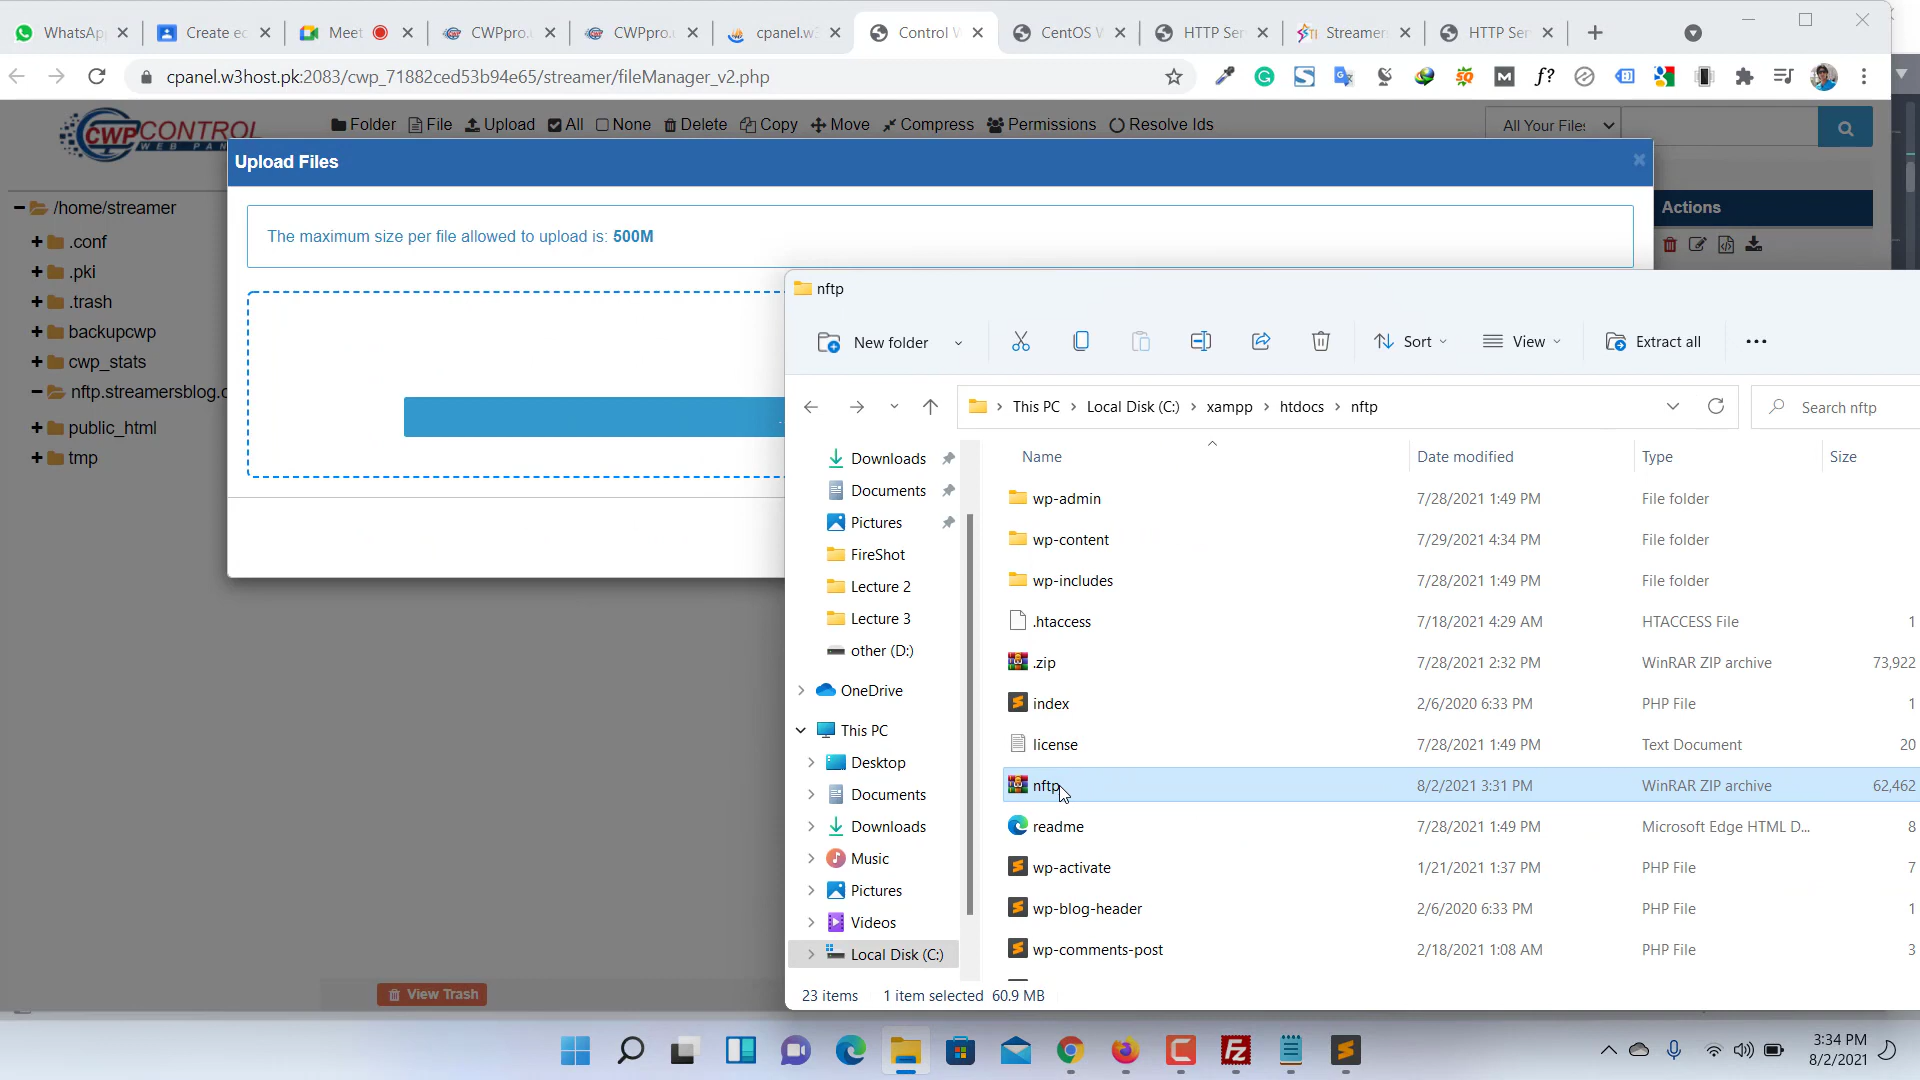 WhatsAp
Create ec
Meet
CWPpro.
CWPpro.
cpanel.w3
Control W
CentOS W
HTTP Ser
Streamer
HTTP Ser
cpanel.w3host.pk:2083/cwp_71882ced53b94e65/streamer/fileManager_v2.php
CWPCONTROL
WEB PAN
Folder
File
Upload
All
None
Delete
Copy
Move
Compress
Permissions
Resolve Ids
All Your Files
Upload Files
The maximum size per file allowed to upload is: 500M
Actions
/home/streamer
.conf
.pki
.trash
backupcwp
cwp_stats
nftp.streamersblog.c
public_html
tmp
View Trash
nftp
New folder
Sort
View
Extract all
This PC > Local Disk (C:) > xampp > htdocs > nftp
Search nftp
Downloads
Documents
Pictures
FireShot
Lecture 2
Lecture 3
other (D:)
OneDrive
This PC
Desktop
Documents
Downloads
Music
Pictures
Videos
Local Disk (C:)
Name Date modified Type Size
wp-admin 7/28/2021 1:49 PM File folder
wp-content 7/29/2021 4:34 PM File folder
wp-includes 7/28/2021 1:49 PM File folder
.htaccess 7/18/2021 4:29 AM HTACCESS File 1
.zip 7/28/2021 2:32 PM WinRAR ZIP archive 73,922
index 2/6/2020 6:33 PM PHP File 1
license 7/28/2021 1:49 PM Text Document 20
nftp 8/2/2021 3:31 PM WinRAR ZIP archive 62,462
readme 7/28/2021 1:49 PM Microsoft Edge HTML D... 8
wp-activate 1/21/2021 1:37 PM PHP File 7
wp-blog-header 2/6/2020 6:33 PM PHP File 1
wp-comments-post 2/18/2021 1:08 AM PHP File 3
23 items 1 item selected 60.9 MB
3:34 PM
8/2/2021